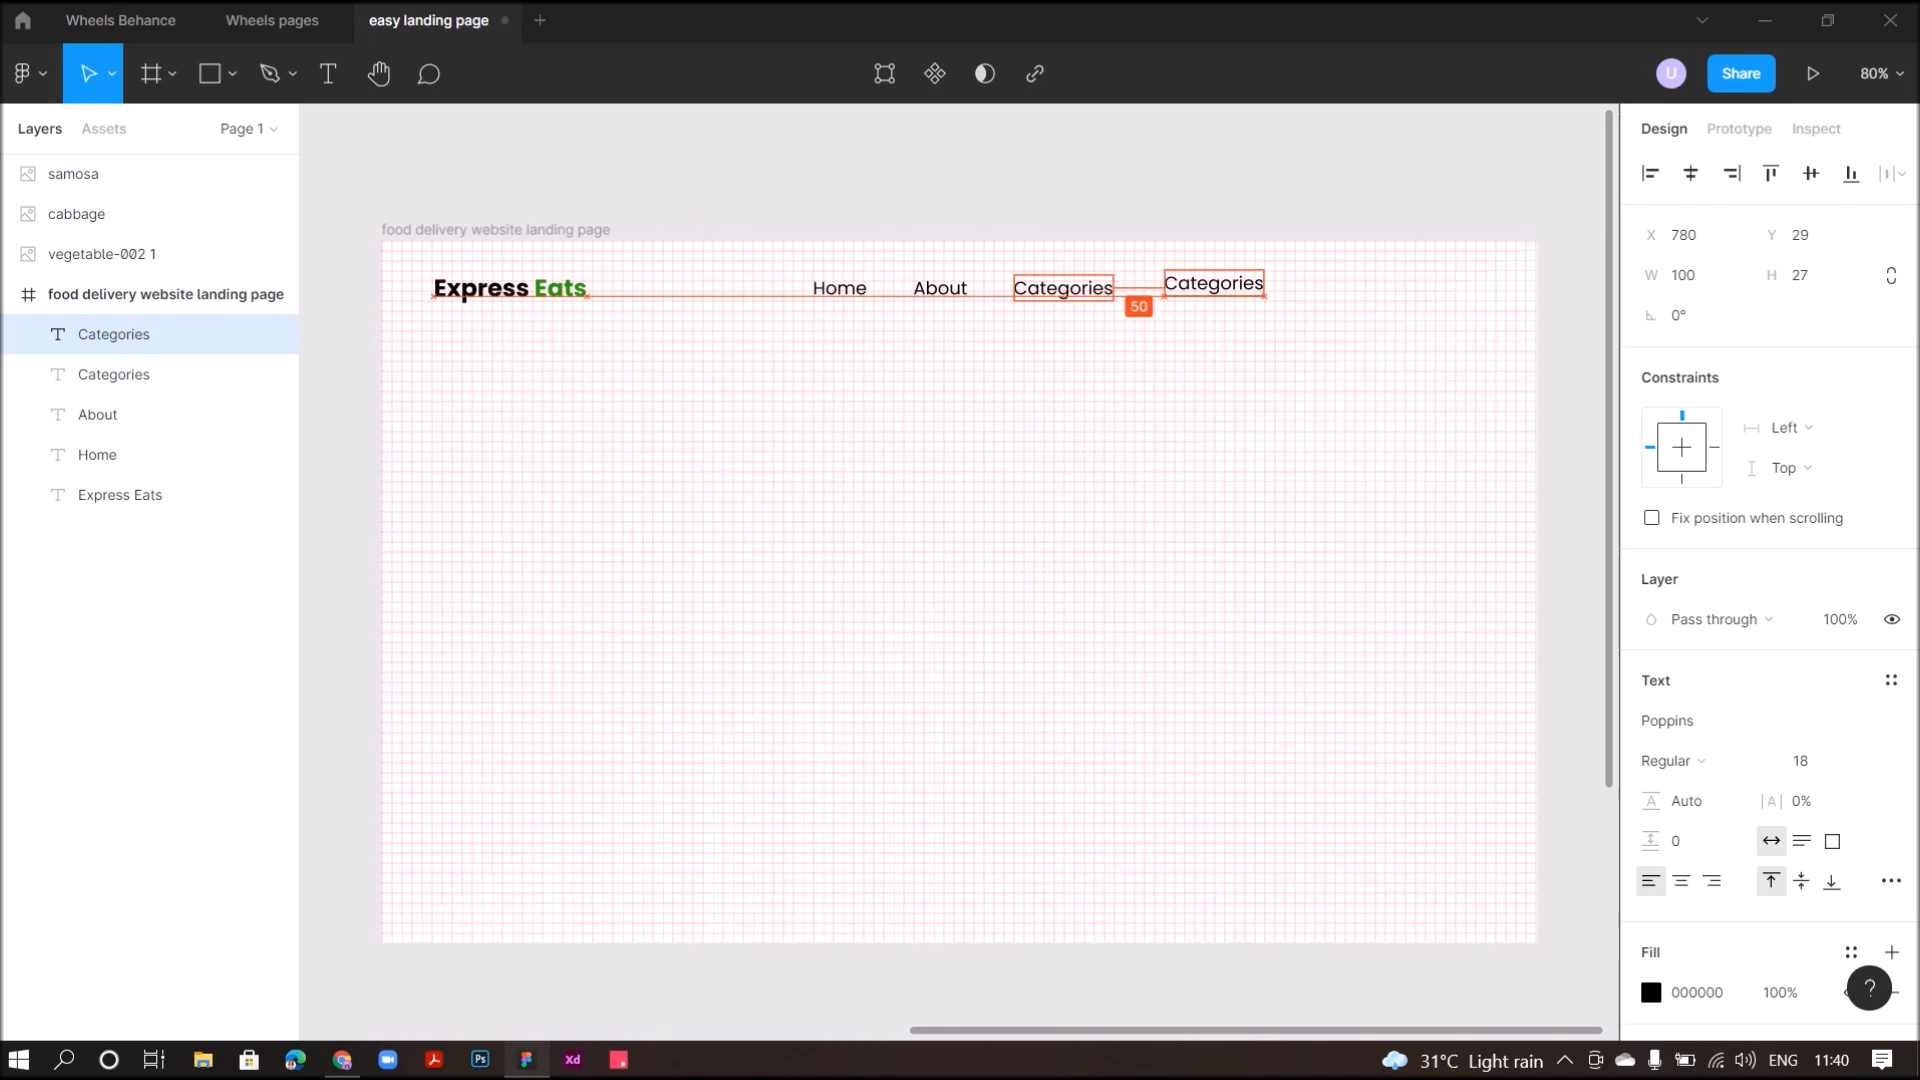 Wheels Behance
Wheels pages
easy landing page
U
Share
80%
Layers
Assets
Page 1
Design
Prototype
Inspect
samosa
cabbage
vegetable-002 1
food delivery website landing page
Categories
Categories
About
Home
Express Eats
food delivery website landing page
Express Eats
Home
About
Categories
Categories
50
X 780
Y 29
W 100
H 27
0°
Constraints
Left
Top
Fix position when scrolling
Layer
Pass through
100%
Text
Poppins
Regular
18
A Auto
|A| 0%
0
Fill
000000
100%
?
Ps
Xd
31°C Light rain
ENG
11:40